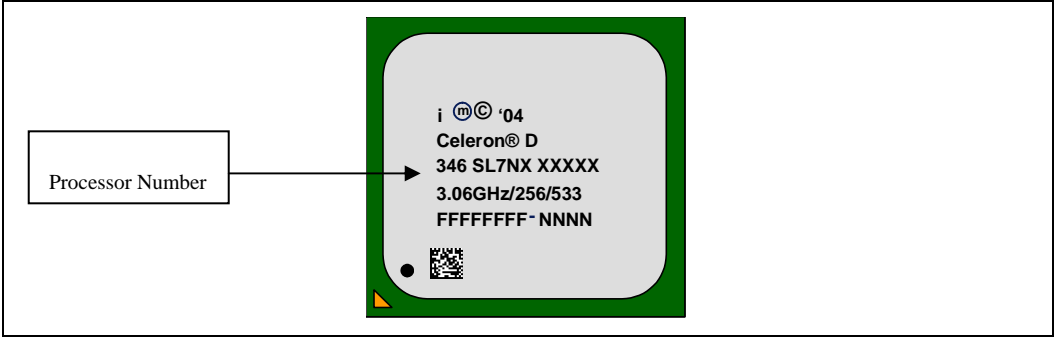 Processor Number
i ⓜ© ‘04
Celeron® D
346 SL7NX XXXXX
3.06GHz/256/533
FFFFFFFF-NNNN